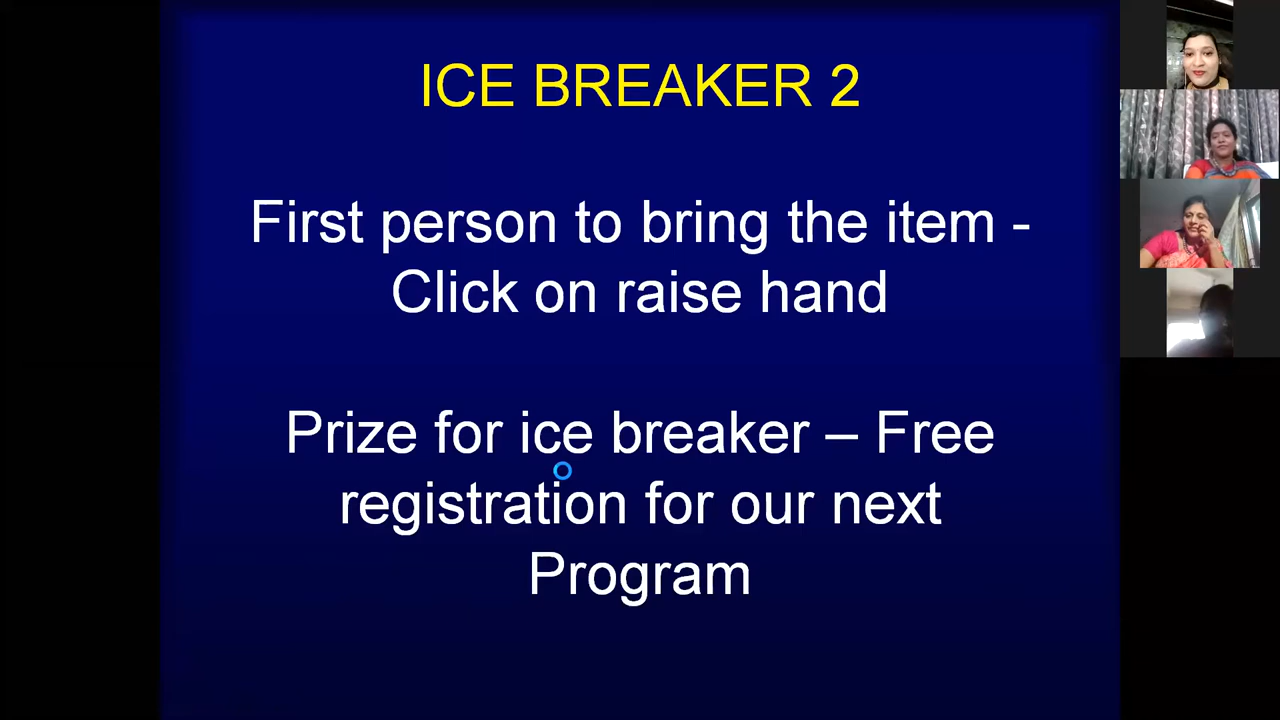 ICE BREAKER 2
First person to bring the item -
Click on raise hand
Prize for ice breaker – Free
registration for our next
Program